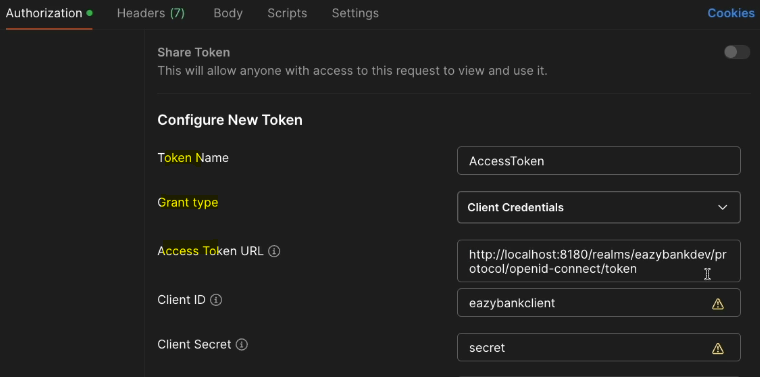 Authorization Headers (7) Body Scripts Settings Cookies
Share Token
This will allow anyone with access to this request to view and use it.
Configure New Token
Token Name AccessToken
Grant type Client Credentials
Access Token URL http://localhost:8180/realms/eazybankdev/pr
otocol/openid-connect/token
Client ID eazybankclient
Client Secret secret